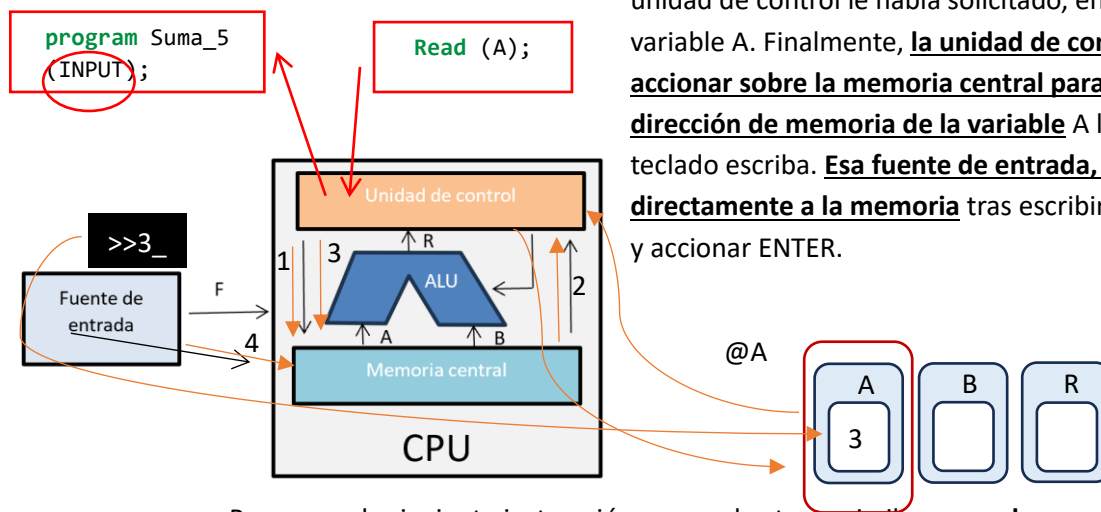 unidad de control le había solicitado, en
variable A. Finalmente, la unidad de con
accionar sobre la memoria central para
dirección de memoria de la variable A l
teclado escriba. Esa fuente de entrada,
directamente a la memoria tras escribir
y accionar ENTER.
program Suma_5
(INPUT);
Read (A);
Unidad de control
>>3_
1
3
R
ALU
2
Fuente de
entrada
F
4
A
B
Memoria central
CPU
@A
A
B
R
3